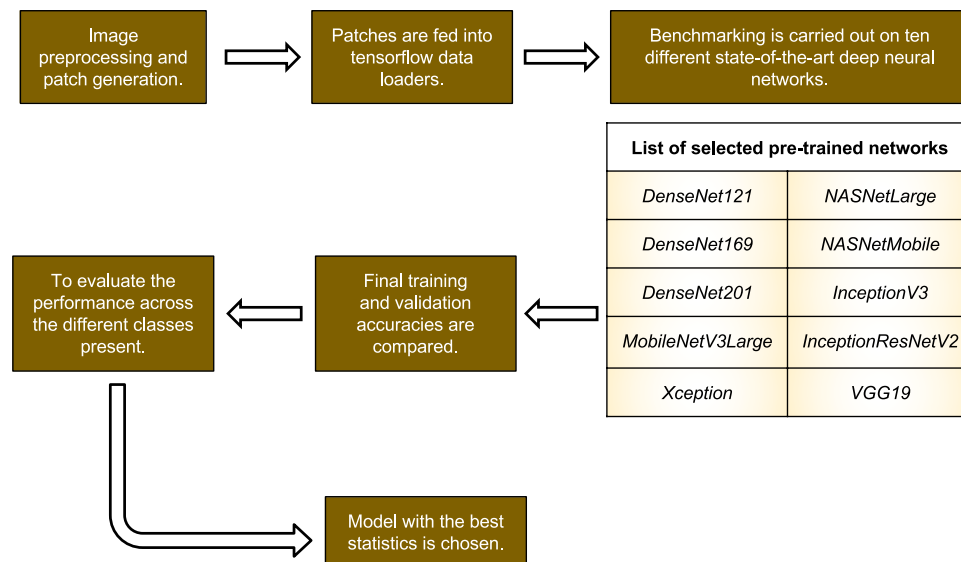 Image
preprocessing and
patch generation.
Patches are fed into
tensorflow data
loaders.
Benchmarking is carried out on ten
different state-of-the-art deep neural
networks.
List of selected pre-trained networks
DenseNet121 NASNetLarge
DenseNet169 NASNetMobile
DenseNet201 InceptionV3
MobileNetV3Large InceptionResNetV2
Xception VGG19
Final training
and validation
accuracies are
compared.
To evaluate the
performance across
the different classes
present.
Model with the best
statistics is chosen.